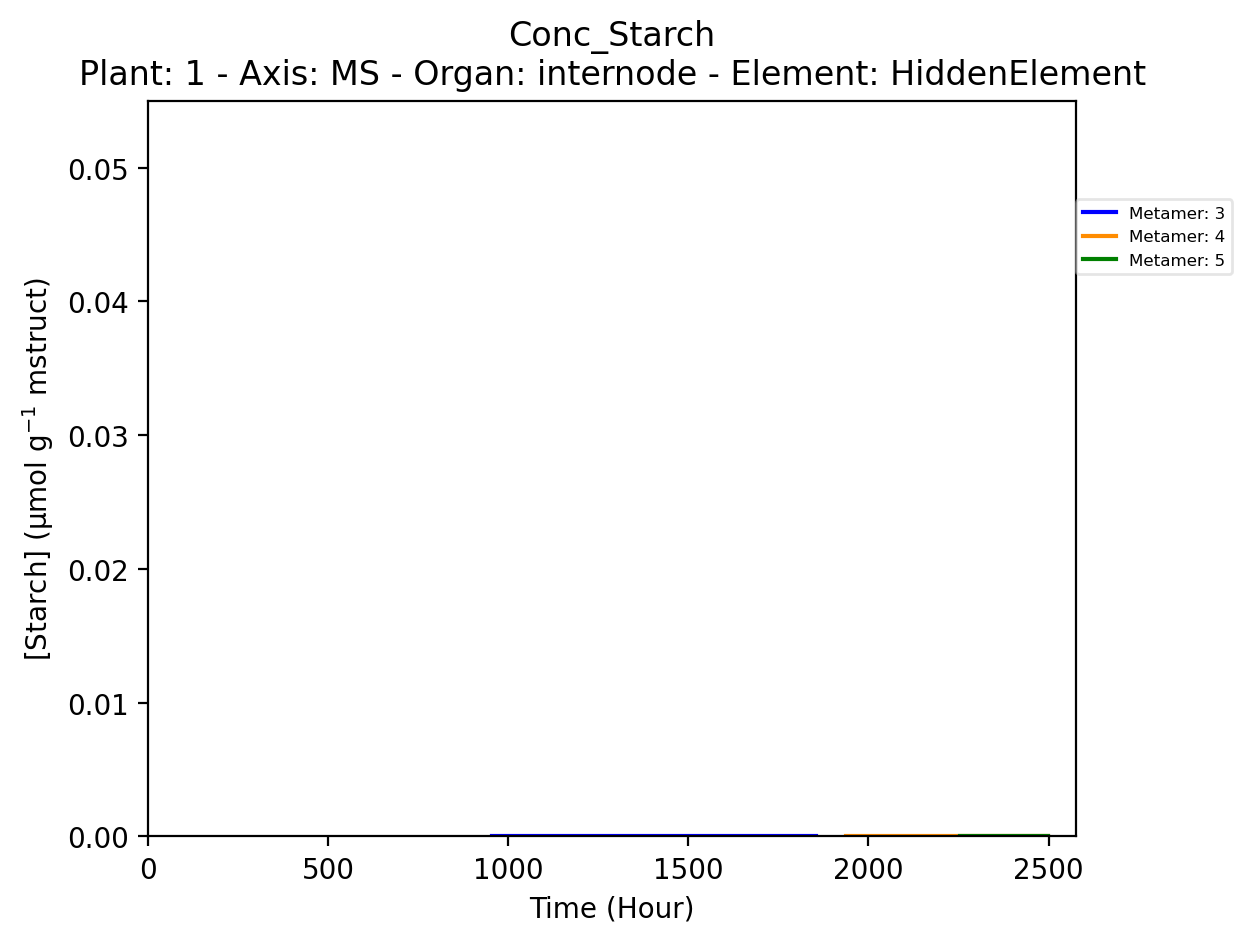 Conc_Starch
Plant: 1 - Axis: MS - Organ: internode - Element: HiddenElement
[Starch] (µmol g⁻¹ mstruct)
0.05
0.04
0.03
0.02
0.01
0.00
0 500 1000 1500 2000 2500
Time (Hour)
Metamer: 3
Metamer: 4
Metamer: 5